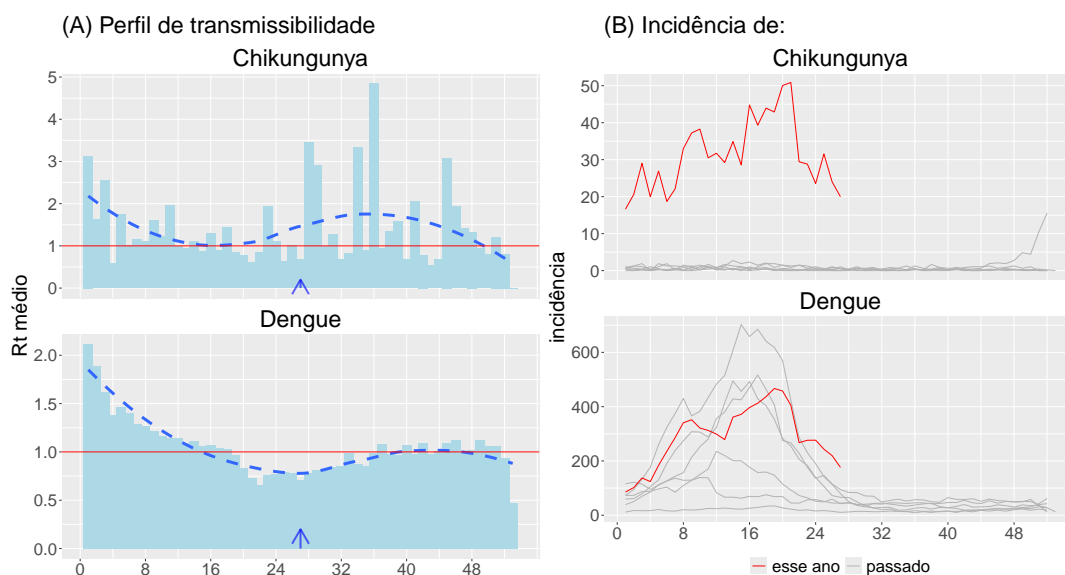 (A) Perfil de transmissibilidade
Chikungunya
5
4
3
2
1
0
Dengue
2.0
1.5
1.0
0.5
0.0
0 8 16 24 32 40 48
Rt médio
(B) Incidência de:
Chikungunya
50
40
30
20
10
0
Dengue
600
400
200
0
0 8 16 24 32 40 48
incidência
esse ano passado